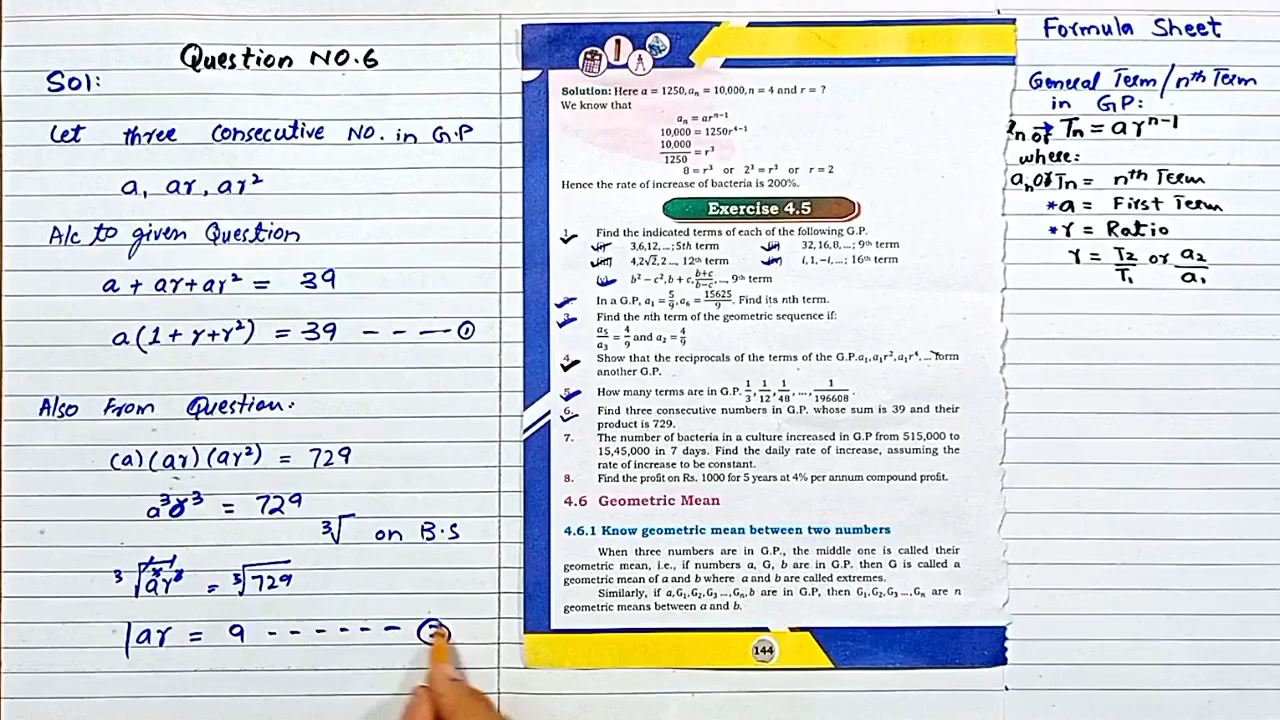 Question NO.6
Sol:
Let three consecutive NO. in G.P
a, ar, ar²
A/c to given Question
a + ar + ar² = 39
a(1 + r + r²) = 39 - - - - ①
Also From Question:
(a)(ar)(ar²) = 729
a³r³ = 729
∛ on B.S
∛a³r³ = ∛729
ar = 9 - - - - - -
Solution: Here a = 1250, aₙ = 10,000, n = 4 and r = ?
We know that
aₙ = arⁿ⁻¹
10,000 = 1250r⁴⁻¹
10,000/1250 = r³
8 = r³ or 2³ = r³ or r = 2
Hence the rate of increase of bacteria is 200%.
Exercise 4.5
1. Find the indicated terms of each of the following G.P.
3,6,12,...; 5th term 32,16,8,...; 9th term
4,2√2,2..., 12th term i,1,-i,...; 16th term
(v) b² − c², b + c, (b+c)/(b−c), ..., 9th term
2. In a G.P, a₁ = 5/9, a₆ = 15625/9. Find its nth term.
3. Find the nth term of the geometric sequence if:
a₅/a₃ = 4/9 and a₂ = 4/9
4. Show that the reciprocals of the terms of the G.P. a₁, a₁r², a₁r⁴, ... form
another G.P.
5. How many terms are in G.P. 1/3, 1/12, 1/48, ..., 1/196608.
6. Find three consecutive numbers in G.P. whose sum is 39 and their
product is 729.
7. The number of bacteria in a culture increased in G.P from 515,000 to
15,45,000 in 7 days. Find the daily rate of increase, assuming the
rate of increase to be constant.
8. Find the profit on Rs. 1000 for 5 years at 4% per annum compound profit.
4.6 Geometric Mean
4.6.1 Know geometric mean between two numbers
When three numbers are in G.P., the middle one is called their
geometric mean, i.e., if numbers a, G, b are in G.P. then G is called a
geometric mean of a and b where a and b are called extremes.
Similarly, if a, G₁, G₂, G₃ ..., Gₙ, b are in G.P, then G₁, G₂, G₃ ..., Gₙ are n
geometric means between a and b.
144
Formula Sheet
General Term/nth Term
in GP:
aₙ or Tₙ = arⁿ⁻¹
where:
aₙ or Tₙ = nth Term
*a = First Term
*r = Ratio
r = T₂/T₁ or a₂/a₁